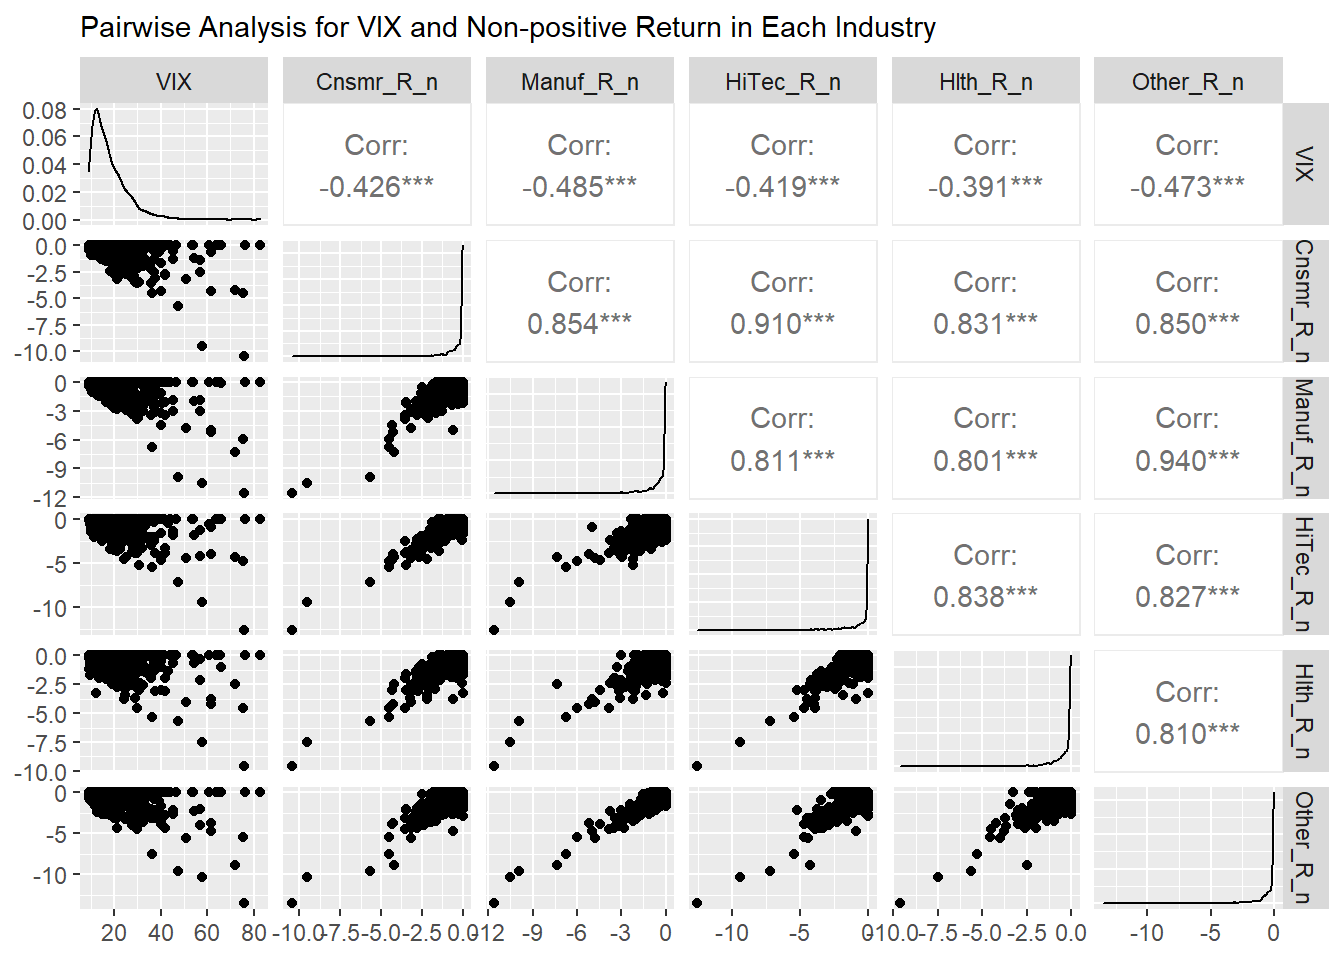 Pairwise Analysis for VIX and Non-positive Return in Each Industry
VIX Cnsmr_R_n Manuf_R_n HiTec_R_n Hlth_R_n Other_R_n
0.08
0.06
0.04
0.02
0.00
Corr: Corr: Corr: Corr: Corr:
-0.426*** -0.485*** -0.419*** -0.391*** -0.473***
VIX
0.0
-2.5
-5.0
-7.5
-10.0
Corr: Corr: Corr: Corr:
0.854*** 0.910*** 0.831*** 0.850***
Cnsmr_R_n
0
-3
-6
-9
-12
Corr: Corr: Corr:
0.811*** 0.801*** 0.940***
Manuf_R_n
0
-5
-10
Corr: Corr:
0.838*** 0.827***
HiTec_R_n
0.0
-2.5
-5.0
-7.5
-10.0
Corr:
0.810***
Hlth_R_n
0
-5
-10
Other_R_n
20 40 60 80 -10.0 -7.5 -5.0 -2.5 0.0 -12 -9 -6 -3 0 -10 -5 0 -10.0 -7.5 -5.0 -2.5 0.0 -10 -5 0